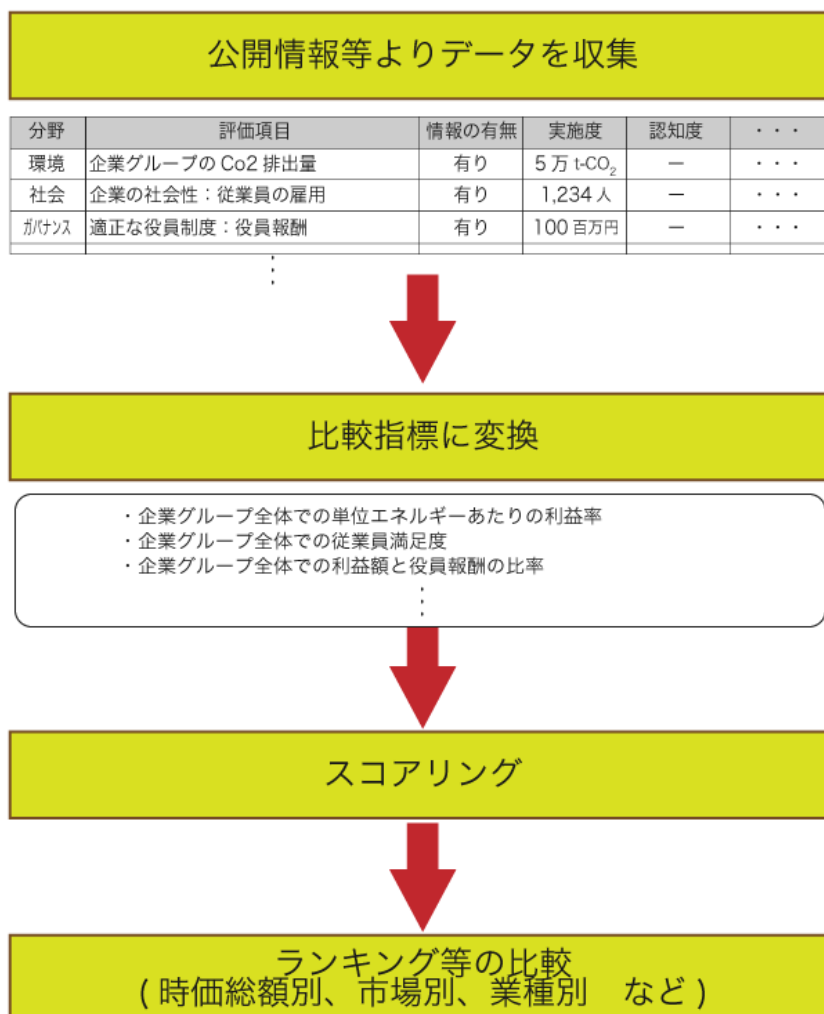 公開情報等よりデータを収集
分野 評価項目 情報の有無 実施度 認知度 ・・・
環境 企業グループの Co2 排出量 有り 5 万 t-CO₂ ー ・・・
社会 企業の社会性：従業員の雇用 有り 1,234 人 ー ・・・
ガバナンス 適正な役員制度：役員報酬 有り 100 百万円 ー ・・・
⋮
比較指標に変換
・企業グループ全体での単位エネルギーあたりの利益率
・企業グループ全体での従業員満足度
・企業グループ全体での利益額と役員報酬の比率
⋮
スコアリング
ランキング等の比較
( 時価総額別、市場別、業種別　など )